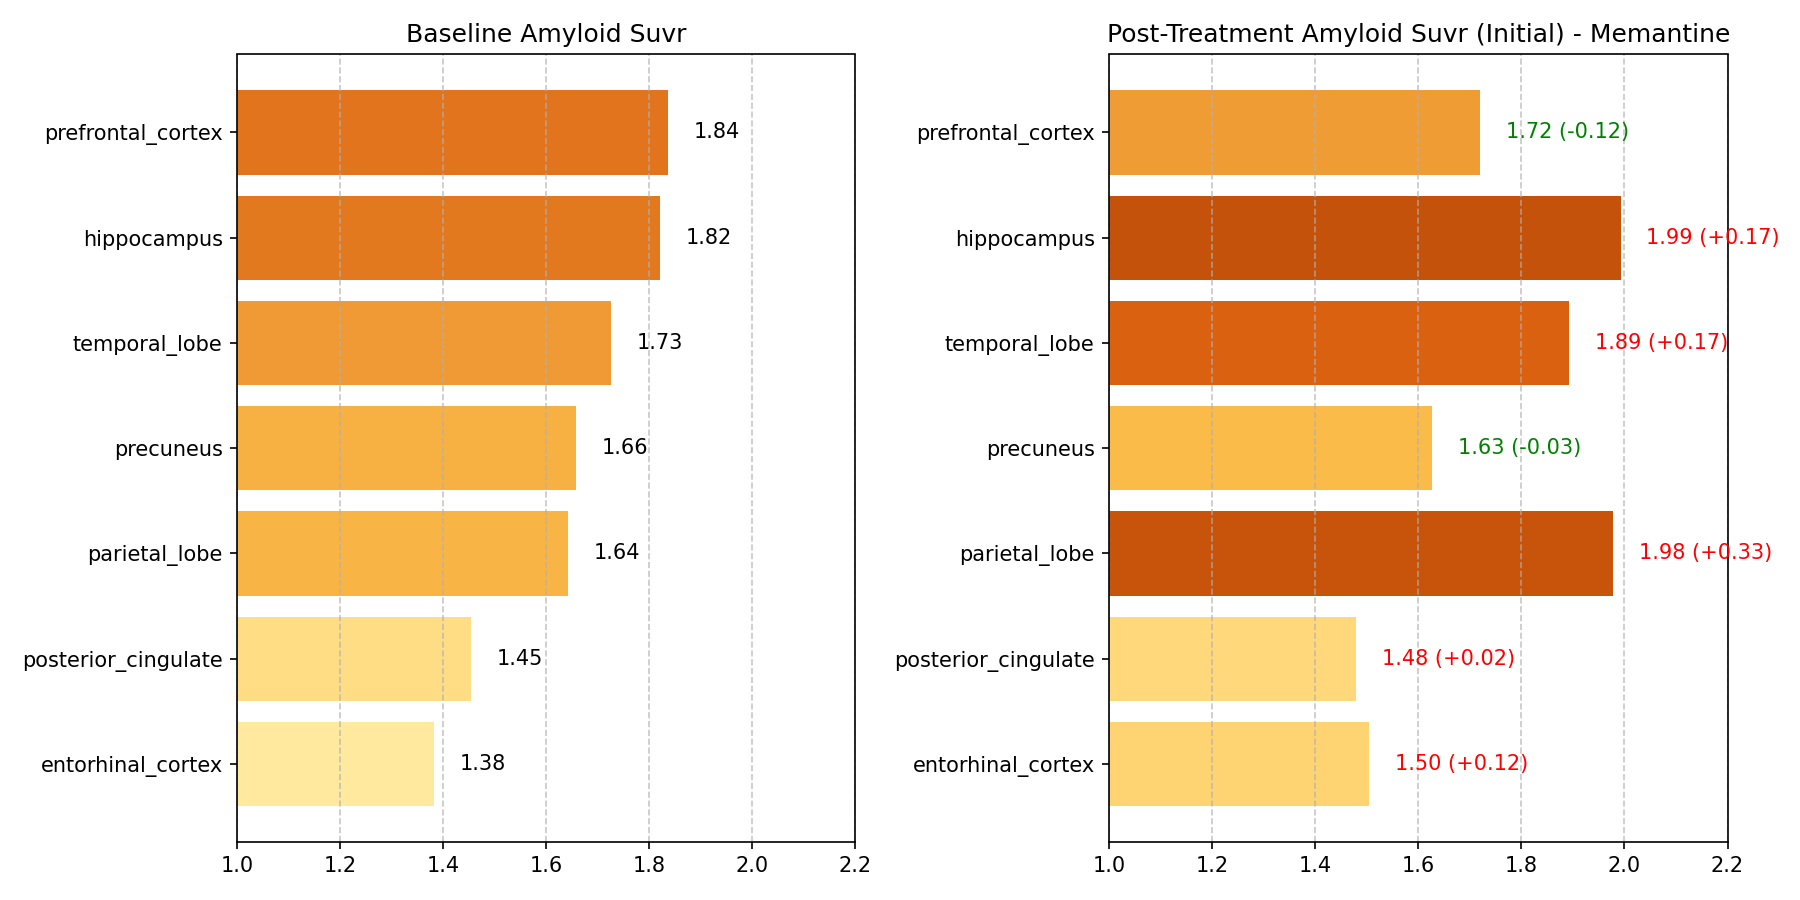 Baseline Amyloid Suvr
prefrontal_cortex 1.84
hippocampus 1.82
temporal_lobe 1.73
precuneus 1.66
parietal_lobe 1.64
posterior_cingulate 1.45
entorhinal_cortex 1.38
1.0 1.2 1.4 1.6 1.8 2.0 2.2
Post-Treatment Amyloid Suvr (Initial) - Memantine
prefrontal_cortex 1.72 (-0.12)
hippocampus 1.99 (+0.17)
temporal_lobe 1.89 (+0.17)
precuneus 1.63 (-0.03)
parietal_lobe 1.98 (+0.33)
posterior_cingulate 1.48 (+0.02)
entorhinal_cortex 1.50 (+0.12)
1.0 1.2 1.4 1.6 1.8 2.0 2.2